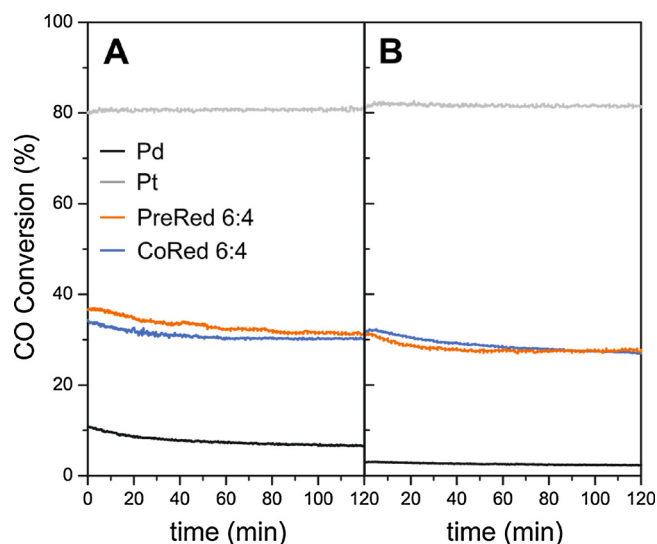 A
B
100
80
60
40
20
0
CO Conversion (%)
Pd
Pt
PreRed 6:4
CoRed 6:4
0 20 40 60 80 100 120
20 40 60 80 100 120
time (min)
time (min)